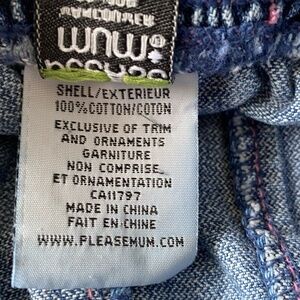 mum
SHELL/EXTERIEUR
100%COTTON/COTON
EXCLUSIVE OF TRIM
AND ORNAMENTS
GARNITURE
NON COMPRISE
ET ORNAMENTATION
CA11797
MADE IN CHINA
FAIT EN CHINE
WWW.PLEASEMUM.COM